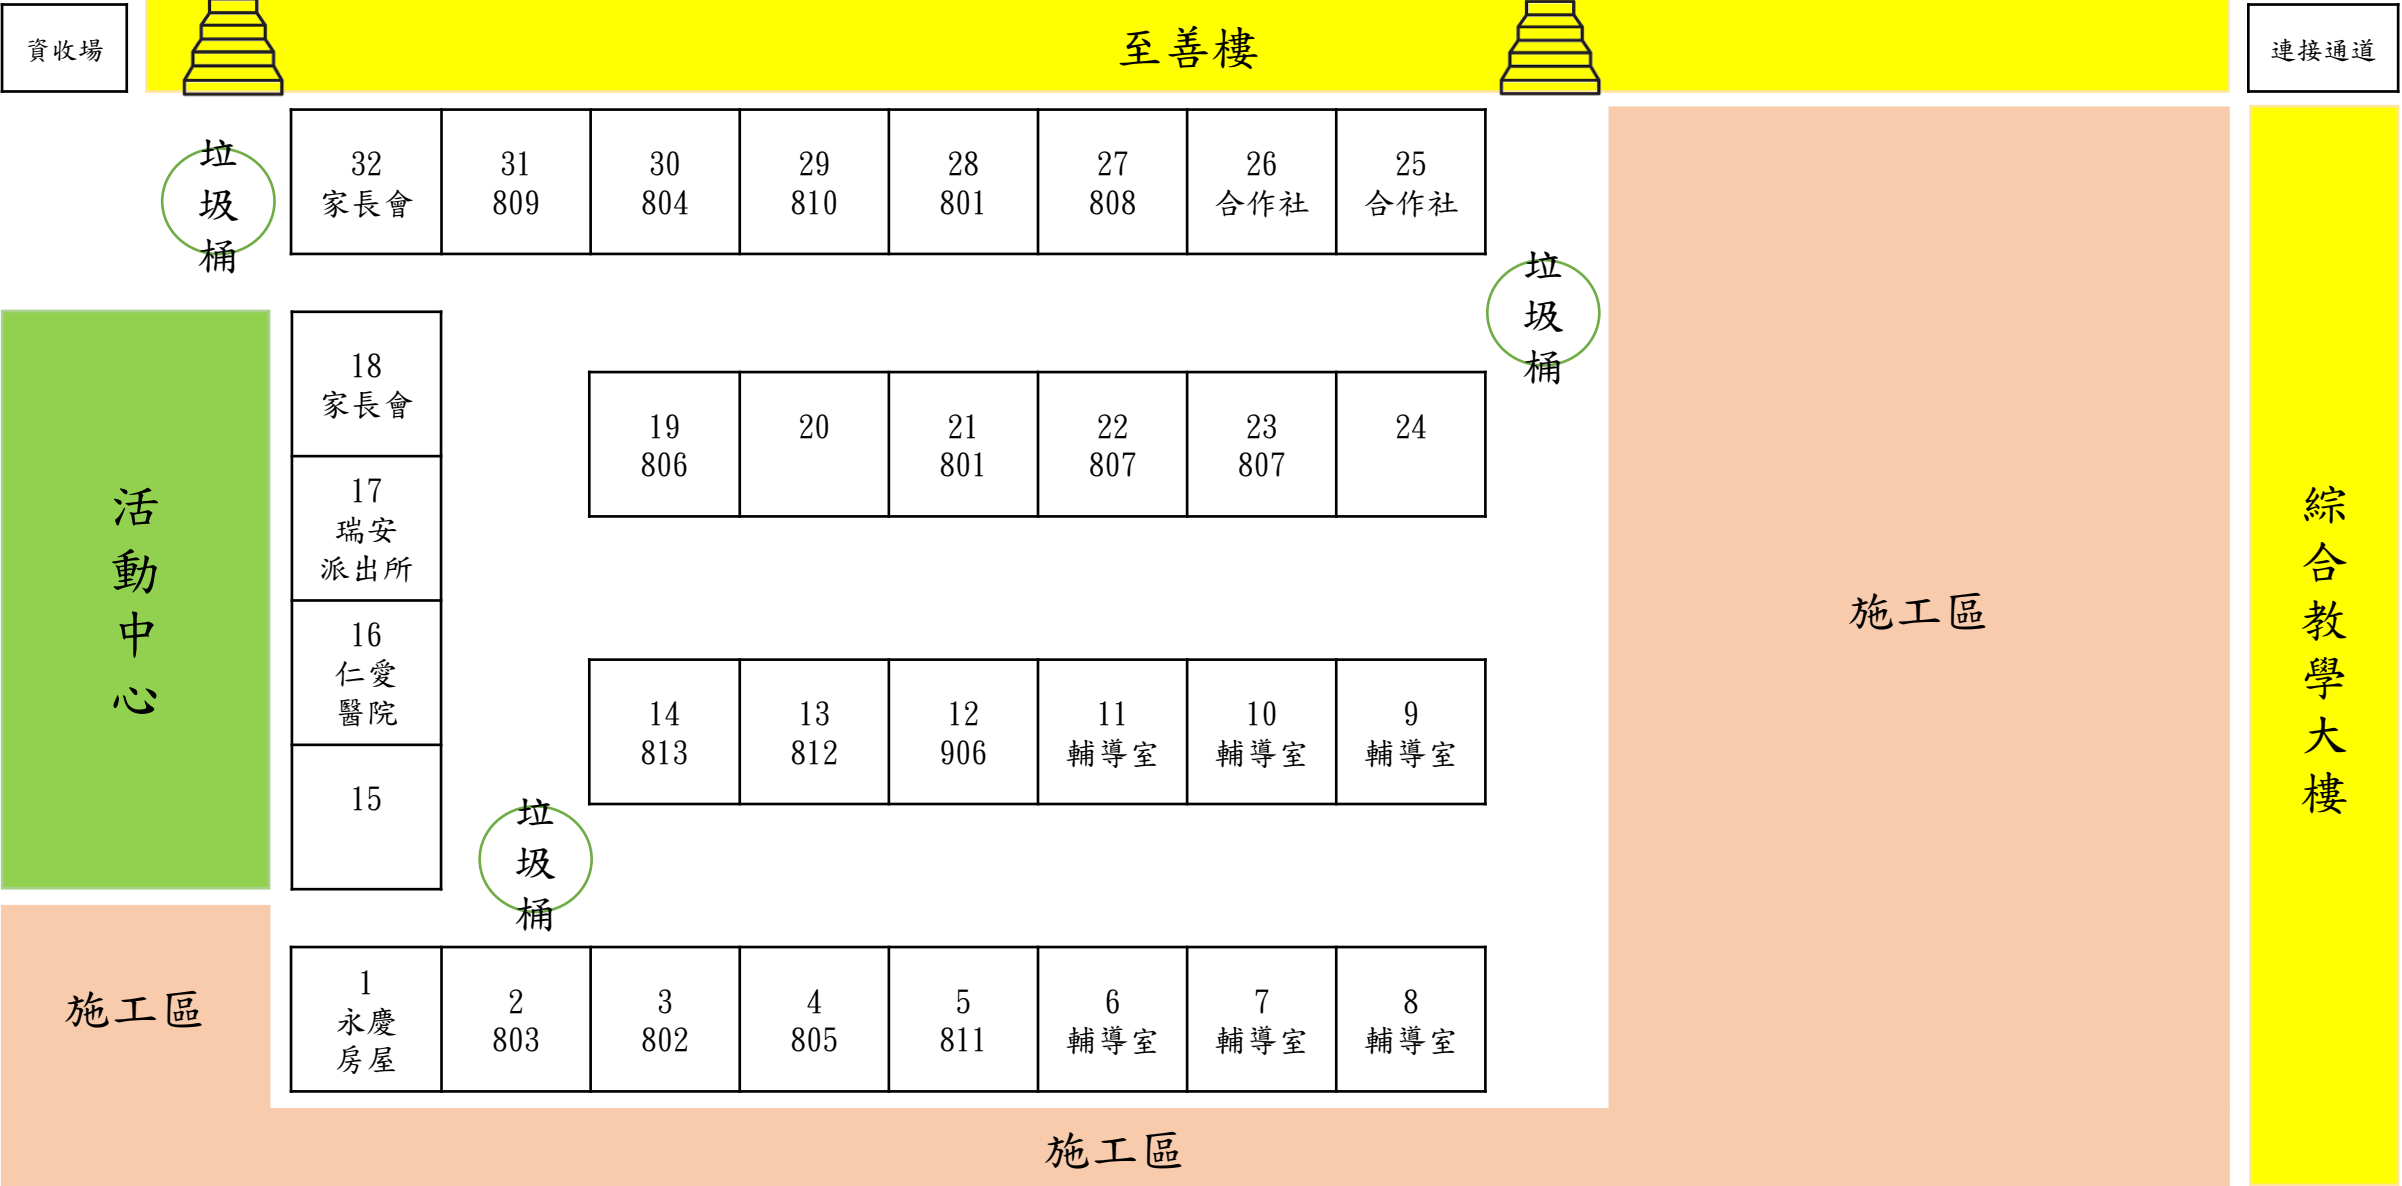 資收場
至善樓
連接通道
垃
圾
桶
32
家長會
31
809
30
804
29
810
28
801
27
808
26
合作社
25
合作社
垃
圾
桶
18
家長會
17
瑞安
派出所
16
仁愛
醫院
15
19
806
20
21
801
22
807
23
807
24
活
動
中
心
施工區
綜
合
教
學
大
樓
14
813
13
812
12
906
11
輔導室
10
輔導室
9
輔導室
垃
圾
桶
施工區
1
永慶
房屋
2
803
3
802
4
805
5
811
6
輔導室
7
輔導室
8
輔導室
施工區